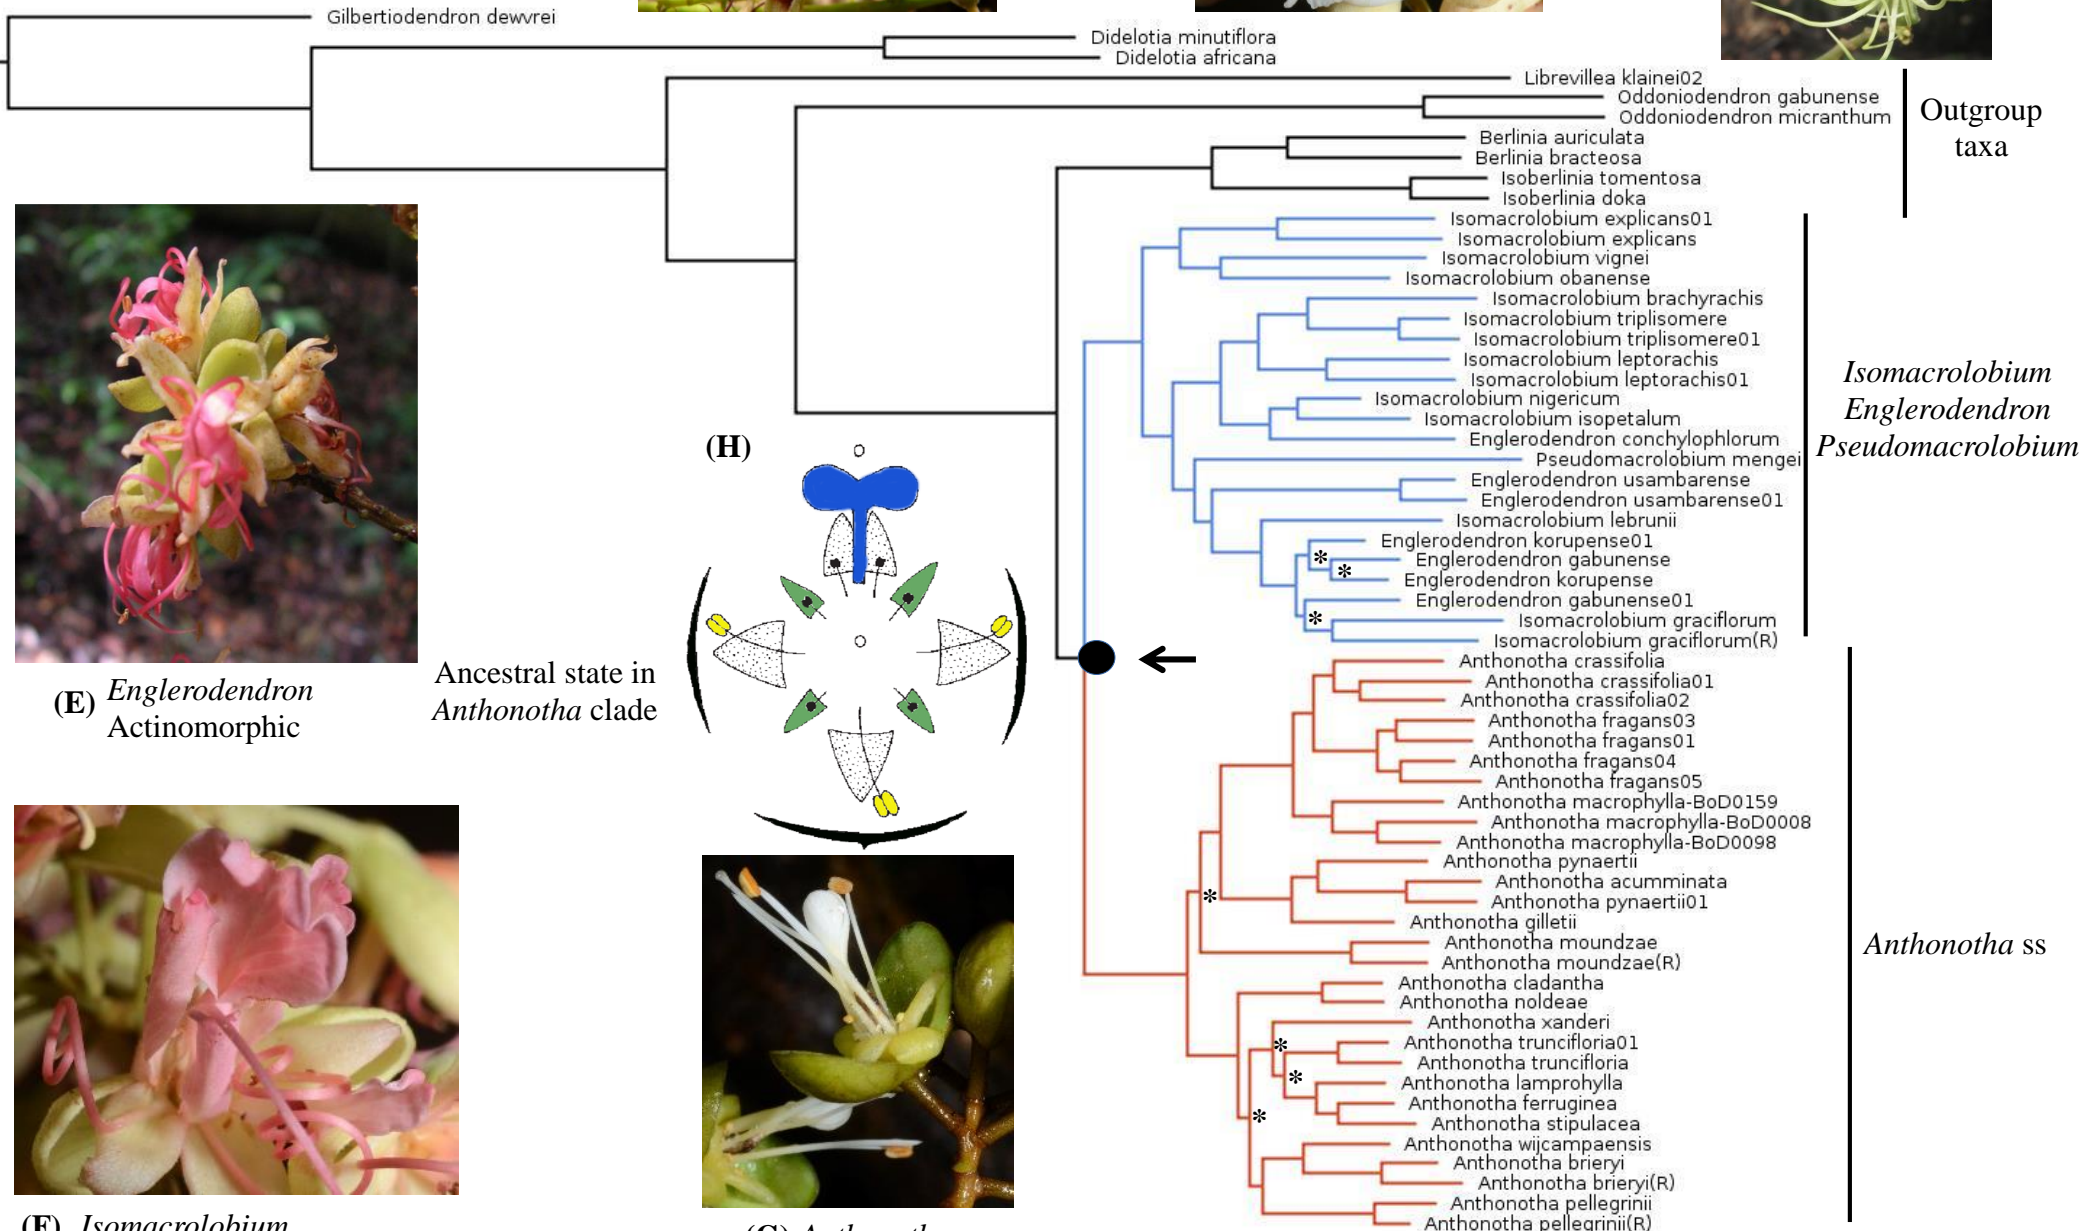 Gilbertiodendron dewvrei
Didelotia minutiflora
Didelotia africana
Librevillea klainei02
Oddoniodendron gabunense
Oddoniodendron micranthum
Berlinia auriculata
Berlinia bracteosa
Isoberlinia tomentosa
Isoberlinia doka
Outgroup
taxa
Isomacrolobium explicans01
Isomacrolobium explicans
Isomacrolobium vignei
Isomacrolobium obanense
Isomacrolobium brachyrachis
Isomacrolobium triplisomere
Isomacrolobium triplisomere01
Isomacrolobium leptorachis
Isomacrolobium leptorachis01
Isomacrolobium nigericum
Isomacrolobium isopetalum
Englerodendron conchylophlorum
Pseudomacrolobium mengei
Englerodendron usambarense
Englerodendron usambarense01
Isomacrolobium lebrunii
Englerodendron korupense01
* Englerodendron gabunense
* Englerodendron korupense
Englerodendron gabunense01
* Isomacrolobium graciflorum
Isomacrolobium graciflorum(R)
Isomacrolobium
Englerodendron
Pseudomacrolobium
Anthonotha crassifolia
Anthonotha crassifolia01
Anthonotha crassifolia02
Anthonotha fragans03
Anthonotha fragans01
Anthonotha fragans04
Anthonotha fragans05
Anthonotha macrophylla-BoD0159
Anthonotha macrophylla-BoD0008
Anthonotha macrophylla-BoD0098
Anthonotha pynaertii
Anthonotha acumminata
*
Anthonotha pynaertii01
Anthonotha gilletii
Anthonotha moundzae
Anthonotha moundzae(R)
Anthonotha cladantha
Anthonotha noldeae
Anthonotha xanderi
* Anthonotha truncifloria01
Anthonotha truncifloria
* Anthonotha lamprohylla
Anthonotha ferruginea
* Anthonotha stipulacea
Anthonotha wijcampaensis
Anthonotha brieryi
Anthonotha brieryi(R)
Anthonotha pellegrinii
Anthonotha pellegrinii(R)
Anthonotha ss
(H)
Ancestral state in
Anthonotha clade
(E) Englerodendron
Actinomorphic
(F) Isomacrolobium